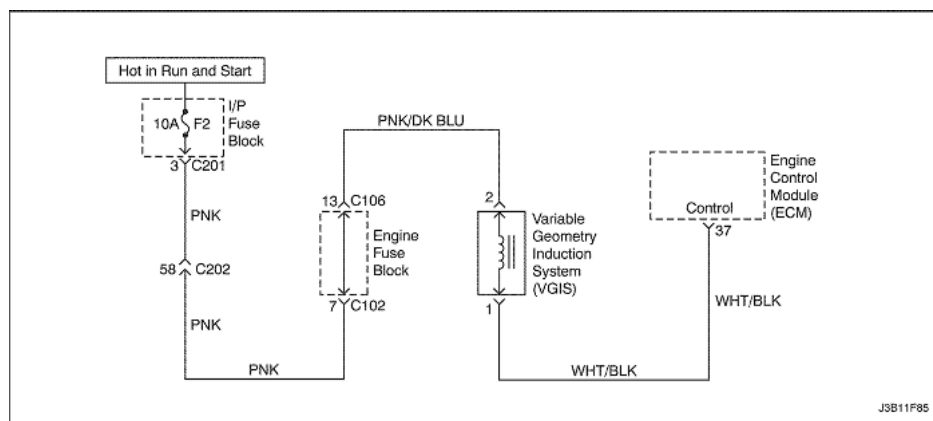 Hot in Run and Start
10A F2
I/P
Fuse
Block
3 C201
PNK
58 C202
PNK
PNK
PNK/DK BLU
13 C106
Engine
Fuse
Block
7 C102
2
Variable
Geometry
Induction
System
(VGIS)
1
WHT/BLK
Engine
Control
Module
(ECM)
Control
37
WHT/BLK
J3B11F85